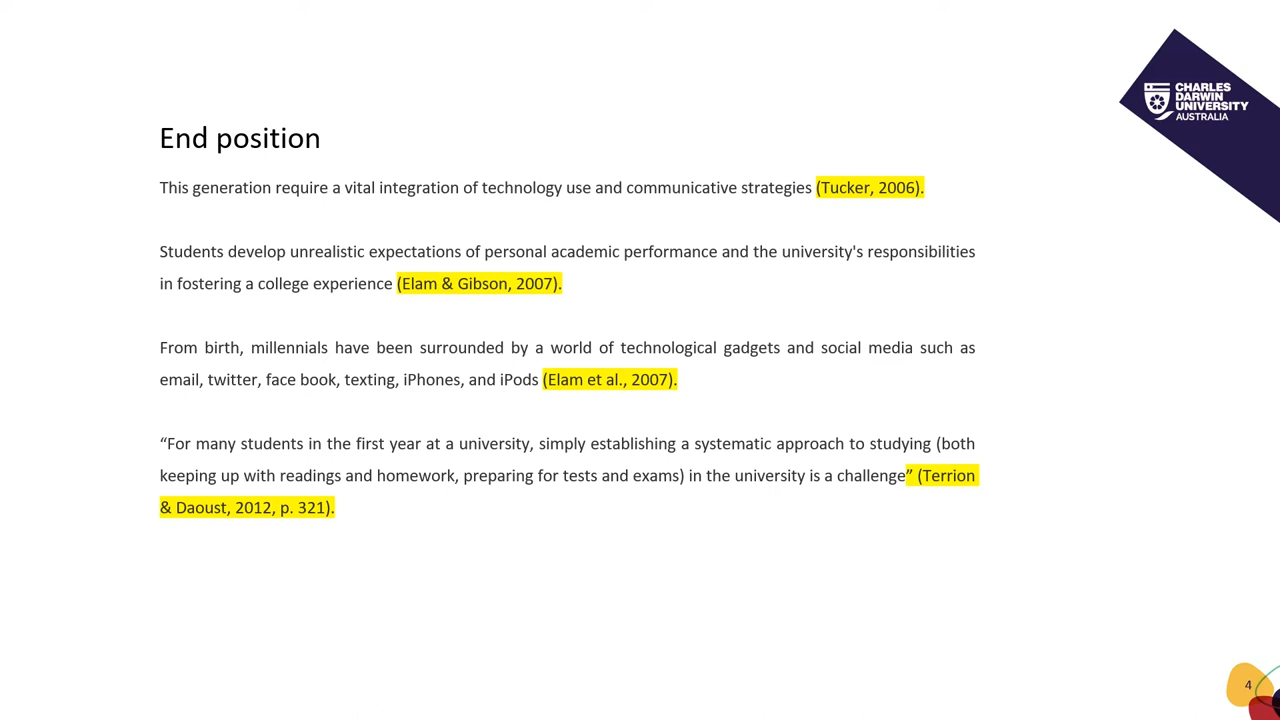 CHARLES
DARWIN
UNIVERSITY
AUSTRALIA
End position
This generation require a vital integration of technology use and communicative strategies (Tucker, 2006).
Students develop unrealistic expectations of personal academic performance and the university's responsibilities
in fostering a college experience (Elam & Gibson, 2007).
From birth, millennials have been surrounded by a world of technological gadgets and social media such as
email, twitter, face book, texting, iPhones, and iPods (Elam et al., 2007).
“For many students in the first year at a university, simply establishing a systematic approach to studying (both
keeping up with readings and homework, preparing for tests and exams) in the university is a challenge” (Terrion
& Daoust, 2012, p. 321).
4